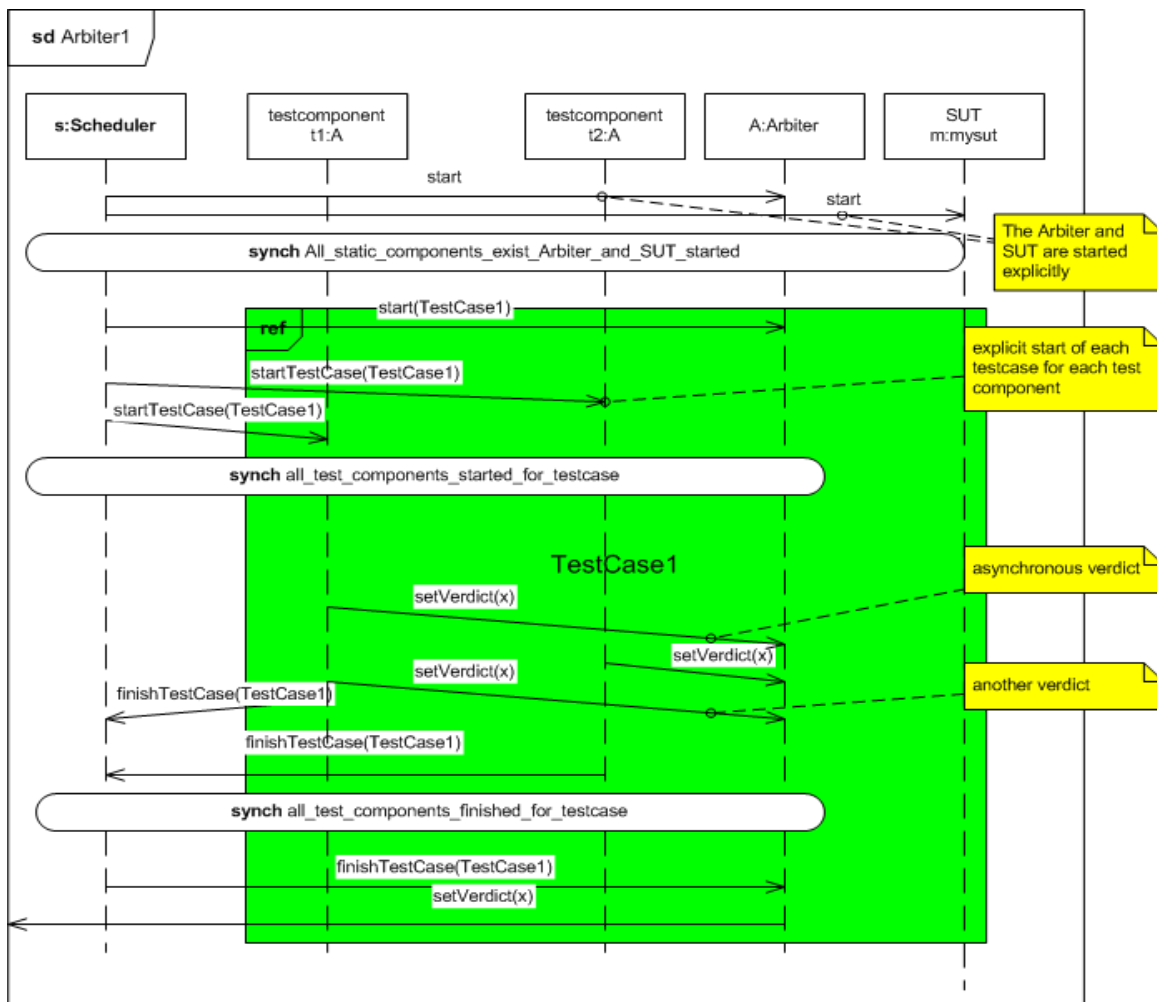 sd Arbiter1
s:Scheduler
testcomponent
t1:A
testcomponent
t2:A
A:Arbiter
SUT
m:mysut
start
start
The Arbiter and
SUT are started
explicitly
synch All_static_components_exist_Arbiter_and_SUT_started
start(TestCase1)
ref
explicit start of each
testcase for each test
component
startTestCase(TestCase1)
startTestCase(TestCase1)
synch all_test_components_started_for_testcase
TestCase1
asynchronous verdict
setVerdict(x)
setVerdict(x)
setVerdict(x)
another verdict
finishTestCase(TestCase1)
finishTestCase(TestCase1)
synch all_test_components_finished_for_testcase
finishTestCase(TestCase1)
setVerdict(x)